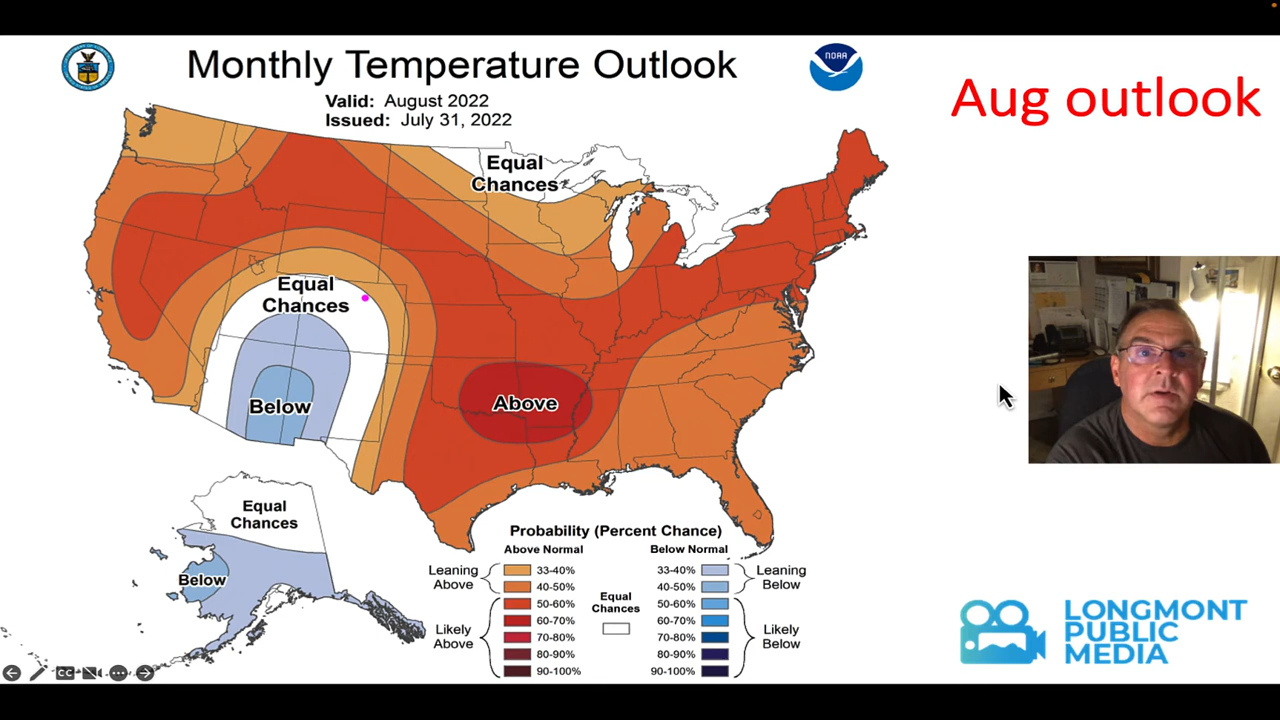 Monthly Temperature Outlook
NOAA
Valid: August 2022
Issued: July 31, 2022
Aug outlook
Equal
Chances
Equal
Chances
Below
Above
Equal
Chances
Below
Probability (Percent Chance)
Above Normal
Below Normal
Leaning
Above
33-40%
40-50%
Likely
Above
50-60%
60-70%
70-80%
80-90%
90-100%
Equal
Chances
33-40%
40-50%
Leaning
Below
50-60%
60-70%
70-80%
80-90%
90-100%
Likely
Below
LONGMONT
PUBLIC
MEDIA
CC